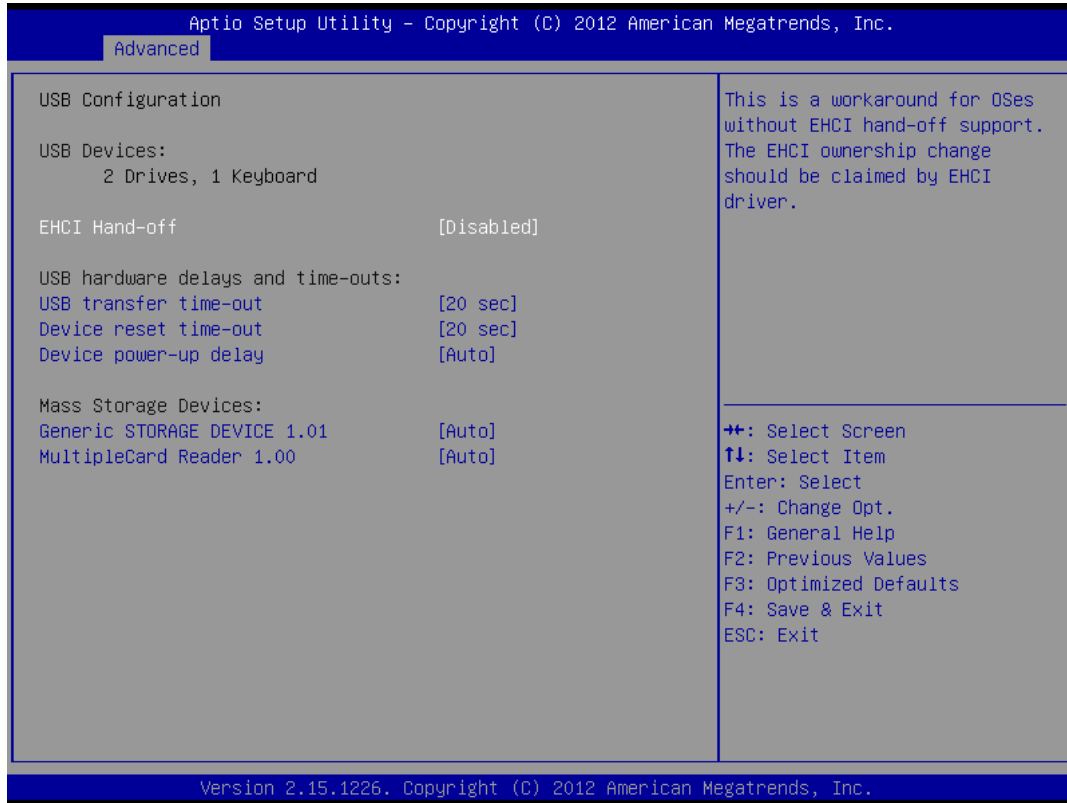 Aptio Setup Utility – Copyright (C) 2012 American Megatrends, Inc.
Advanced
USB Configuration
USB Devices:
2 Drives, 1 Keyboard
EHCI Hand-off [Disabled]
USB hardware delays and time-outs:
USB transfer time-out [20 sec]
Device reset time-out [20 sec]
Device power-up delay [Auto]
Mass Storage Devices:
Generic STORAGE DEVICE 1.01 [Auto]
MultipleCard Reader 1.00 [Auto]
This is a workaround for OSes
without EHCI hand-off support.
The EHCI ownership change
should be claimed by EHCI
driver.
→←: Select Screen
↑↓: Select Item
Enter: Select
+/-: Change Opt.
F1: General Help
F2: Previous Values
F3: Optimized Defaults
F4: Save & Exit
ESC: Exit
Version 2.15.1226. Copyright (C) 2012 American Megatrends, Inc.